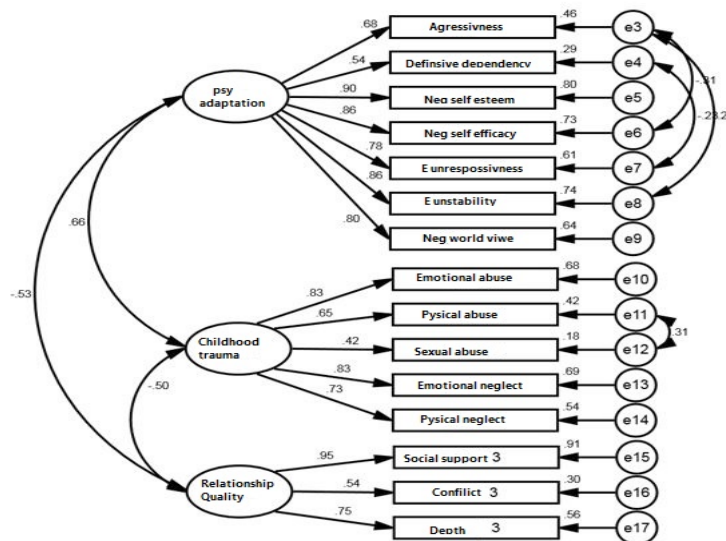 .68
Agressivness
.46
e3
.54
Definsive dependency
.29
e4
psy
adaptation
.90
Neg self esteem
.80
e5
-.31
.86
Neg self efficacy
.73
e6
.78
E unrespossivness
.61
e7
.86
E unstability
.74
e8
.80
Neg world viwe
.64
e9
.66
-.53
.83
Emotional abuse
.68
e10
.65
Pysical abuse
.42
e11
Childhood
trauma
.42
Sexual abuse
.18
e12
.31
.83
Emotional neglect
.69
e13
-.50
.73
Pysical neglect
.54
e14
.95
Social support 3
.91
e15
Relationship
Quality
.54
Confilict 3
.30
e16
.75
Depth 3
.56
e17